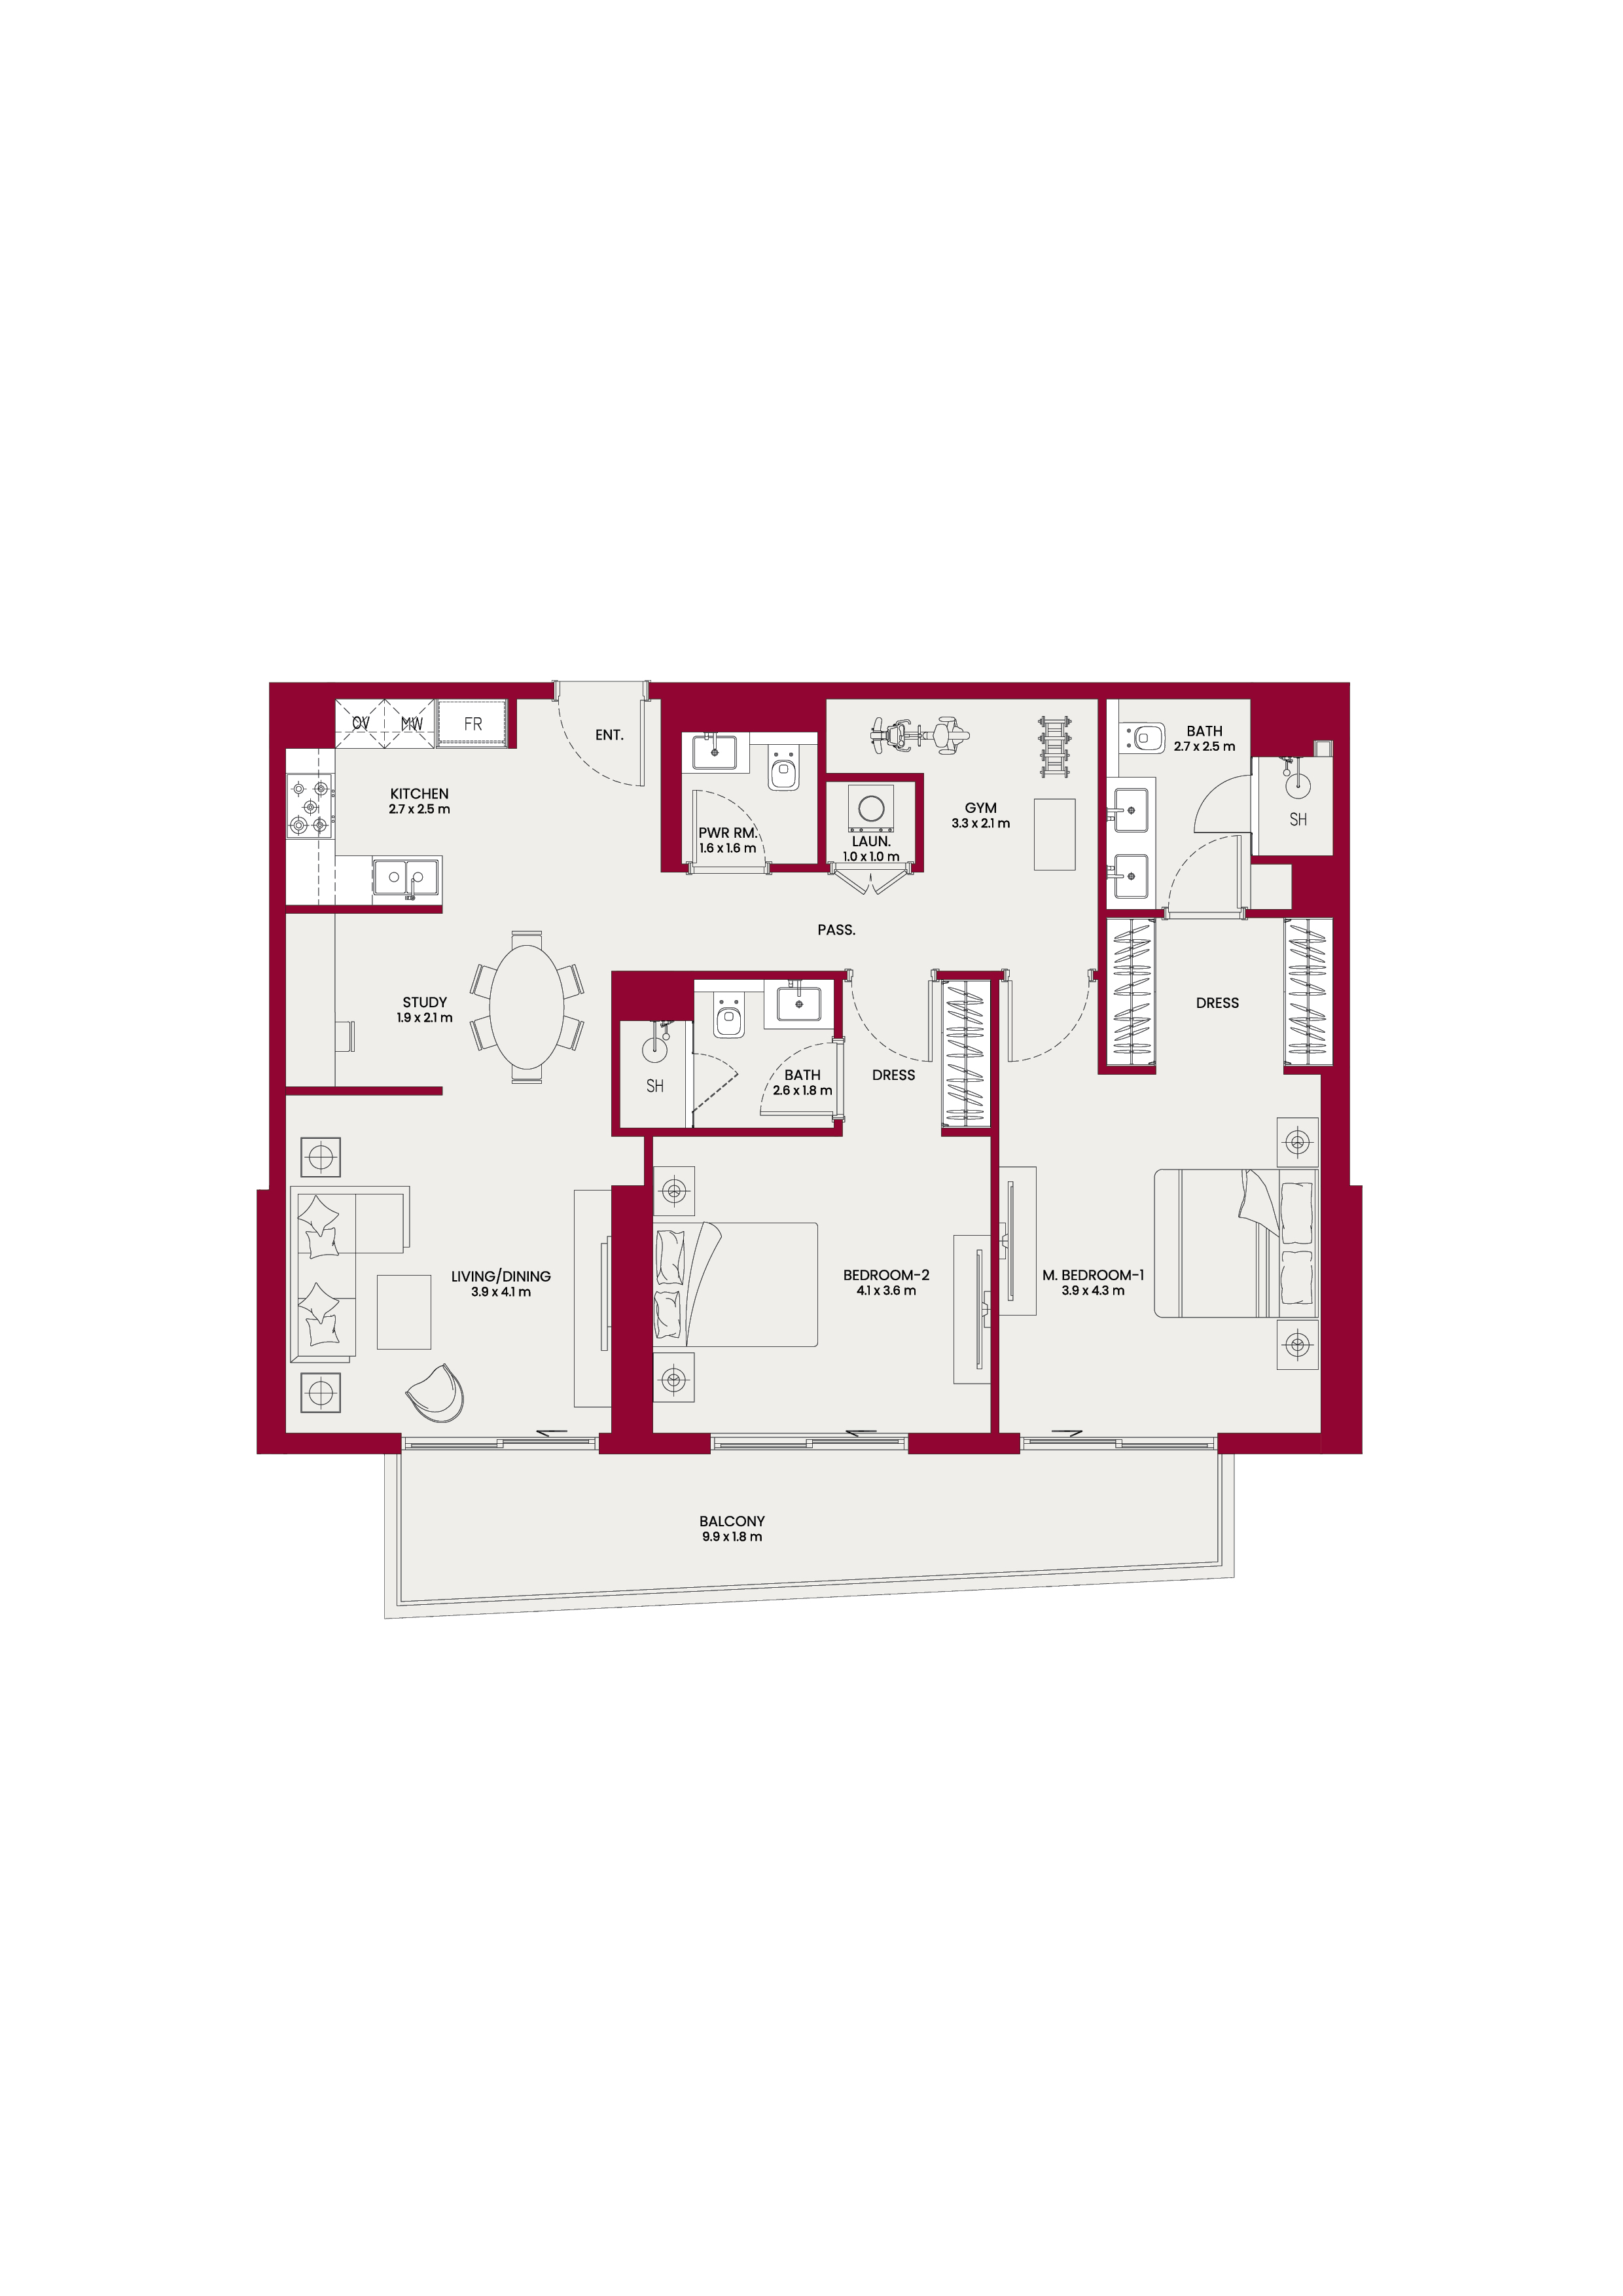 OV
MW
FR
ENT.
BATH
2.7 x 2.5 m
KITCHEN
2.7 x 2.5 m
PWR RM.
1.6 x 1.6 m
LAUN.
1.0 x 1.0 m
GYM
3.3 x 2.1 m
SH
PASS.
STUDY
1.9 x 2.1 m
DRESS
SH
BATH
2.6 x 1.8 m
DRESS
LIVING/DINING
3.9 x 4.1 m
BEDROOM-2
4.1 x 3.6 m
M. BEDROOM-1
3.9 x 4.3 m
BALCONY
9.9 x 1.8 m